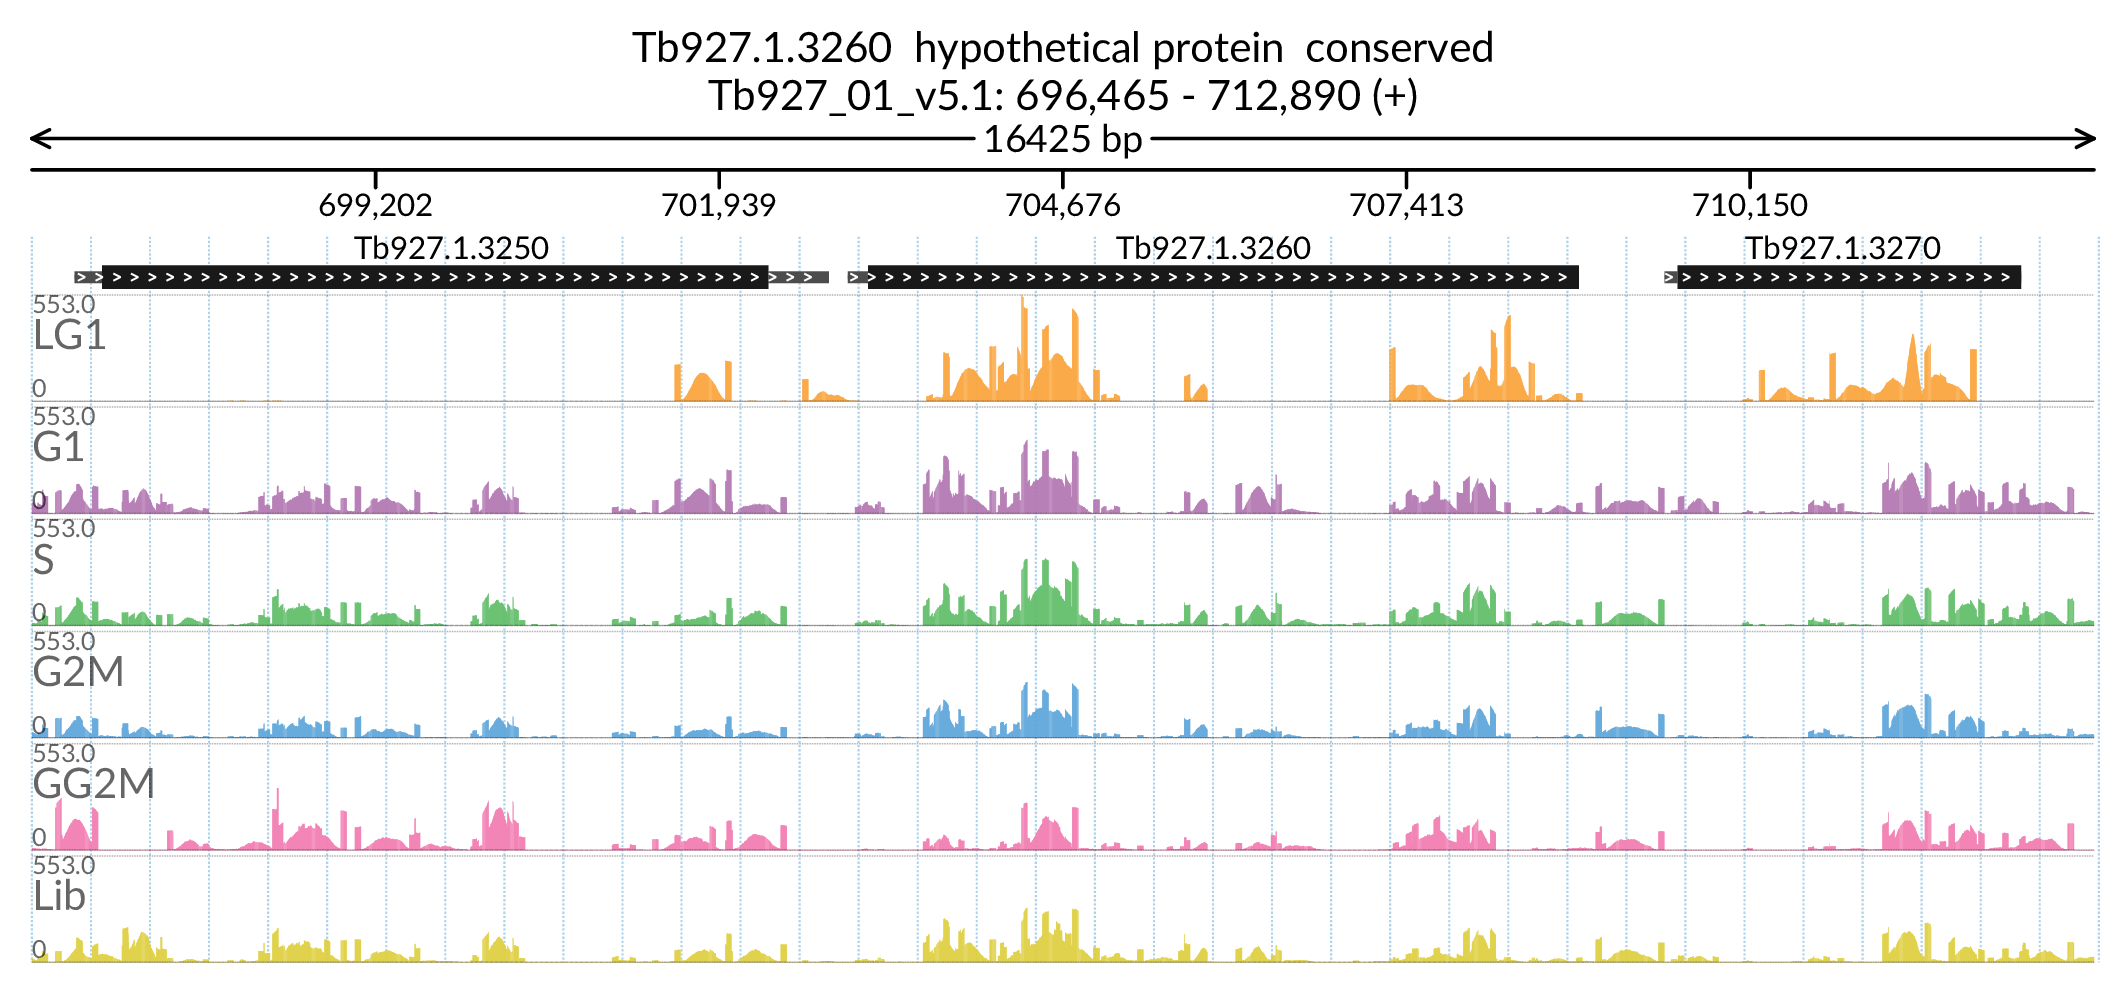 Tb927.1.3260  hypothetical protein  conserved
Tb927_01_v5.1: 696,465 - 712,890 (+)
16425 bp
699,202 701,939 704,676 707,413 710,150
Tb927.1.3250 Tb927.1.3260 Tb927.1.3270
553.0
LG1
0
553.0
G1
0
553.0
S
0
553.0
G2M
0
553.0
GG2M
0
553.0
Lib
0